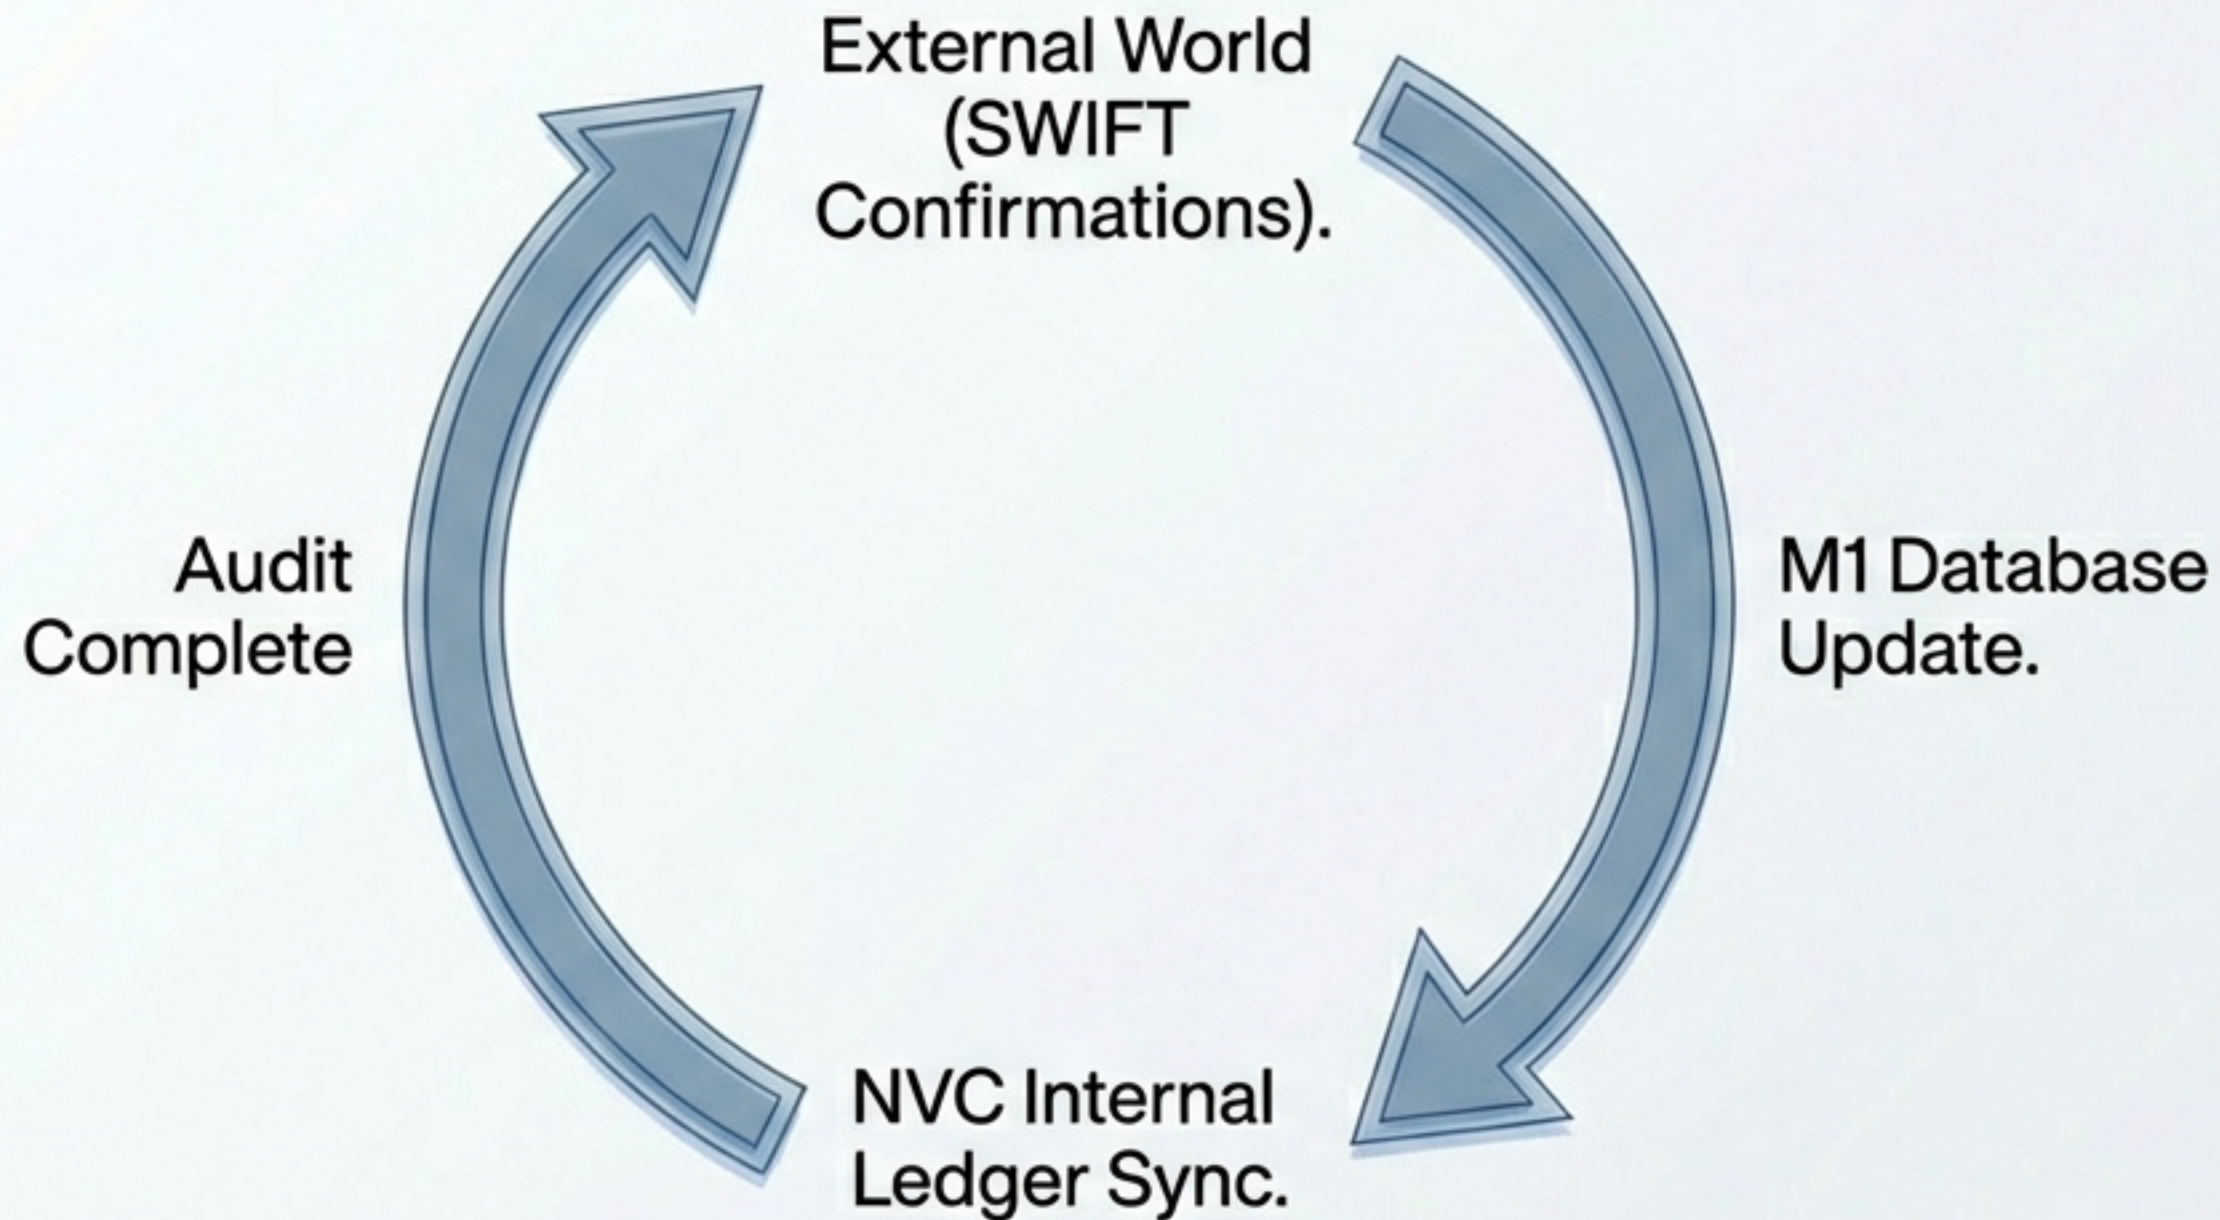 External World
(SWIFT
Confirmations).
M1 Database
Update.
NVC Internal
Ledger Sync.
Audit
Complete